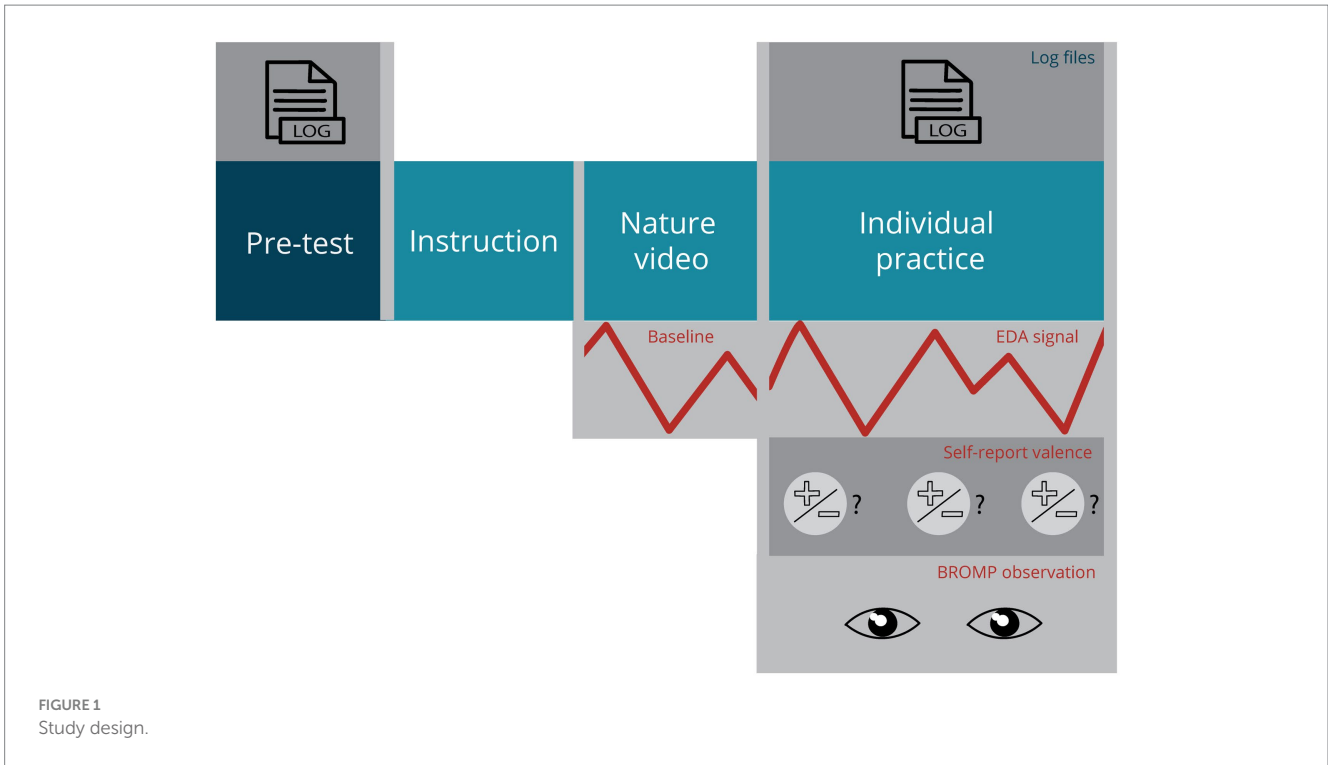 Log files
LOG
LOG
Pre-test
Instruction
Nature
video
Individual
practice
Baseline
EDA signal
Self-report valence
+/- ?
+/- ?
+/- ?
BROMP observation
FIGURE 1
Study design.